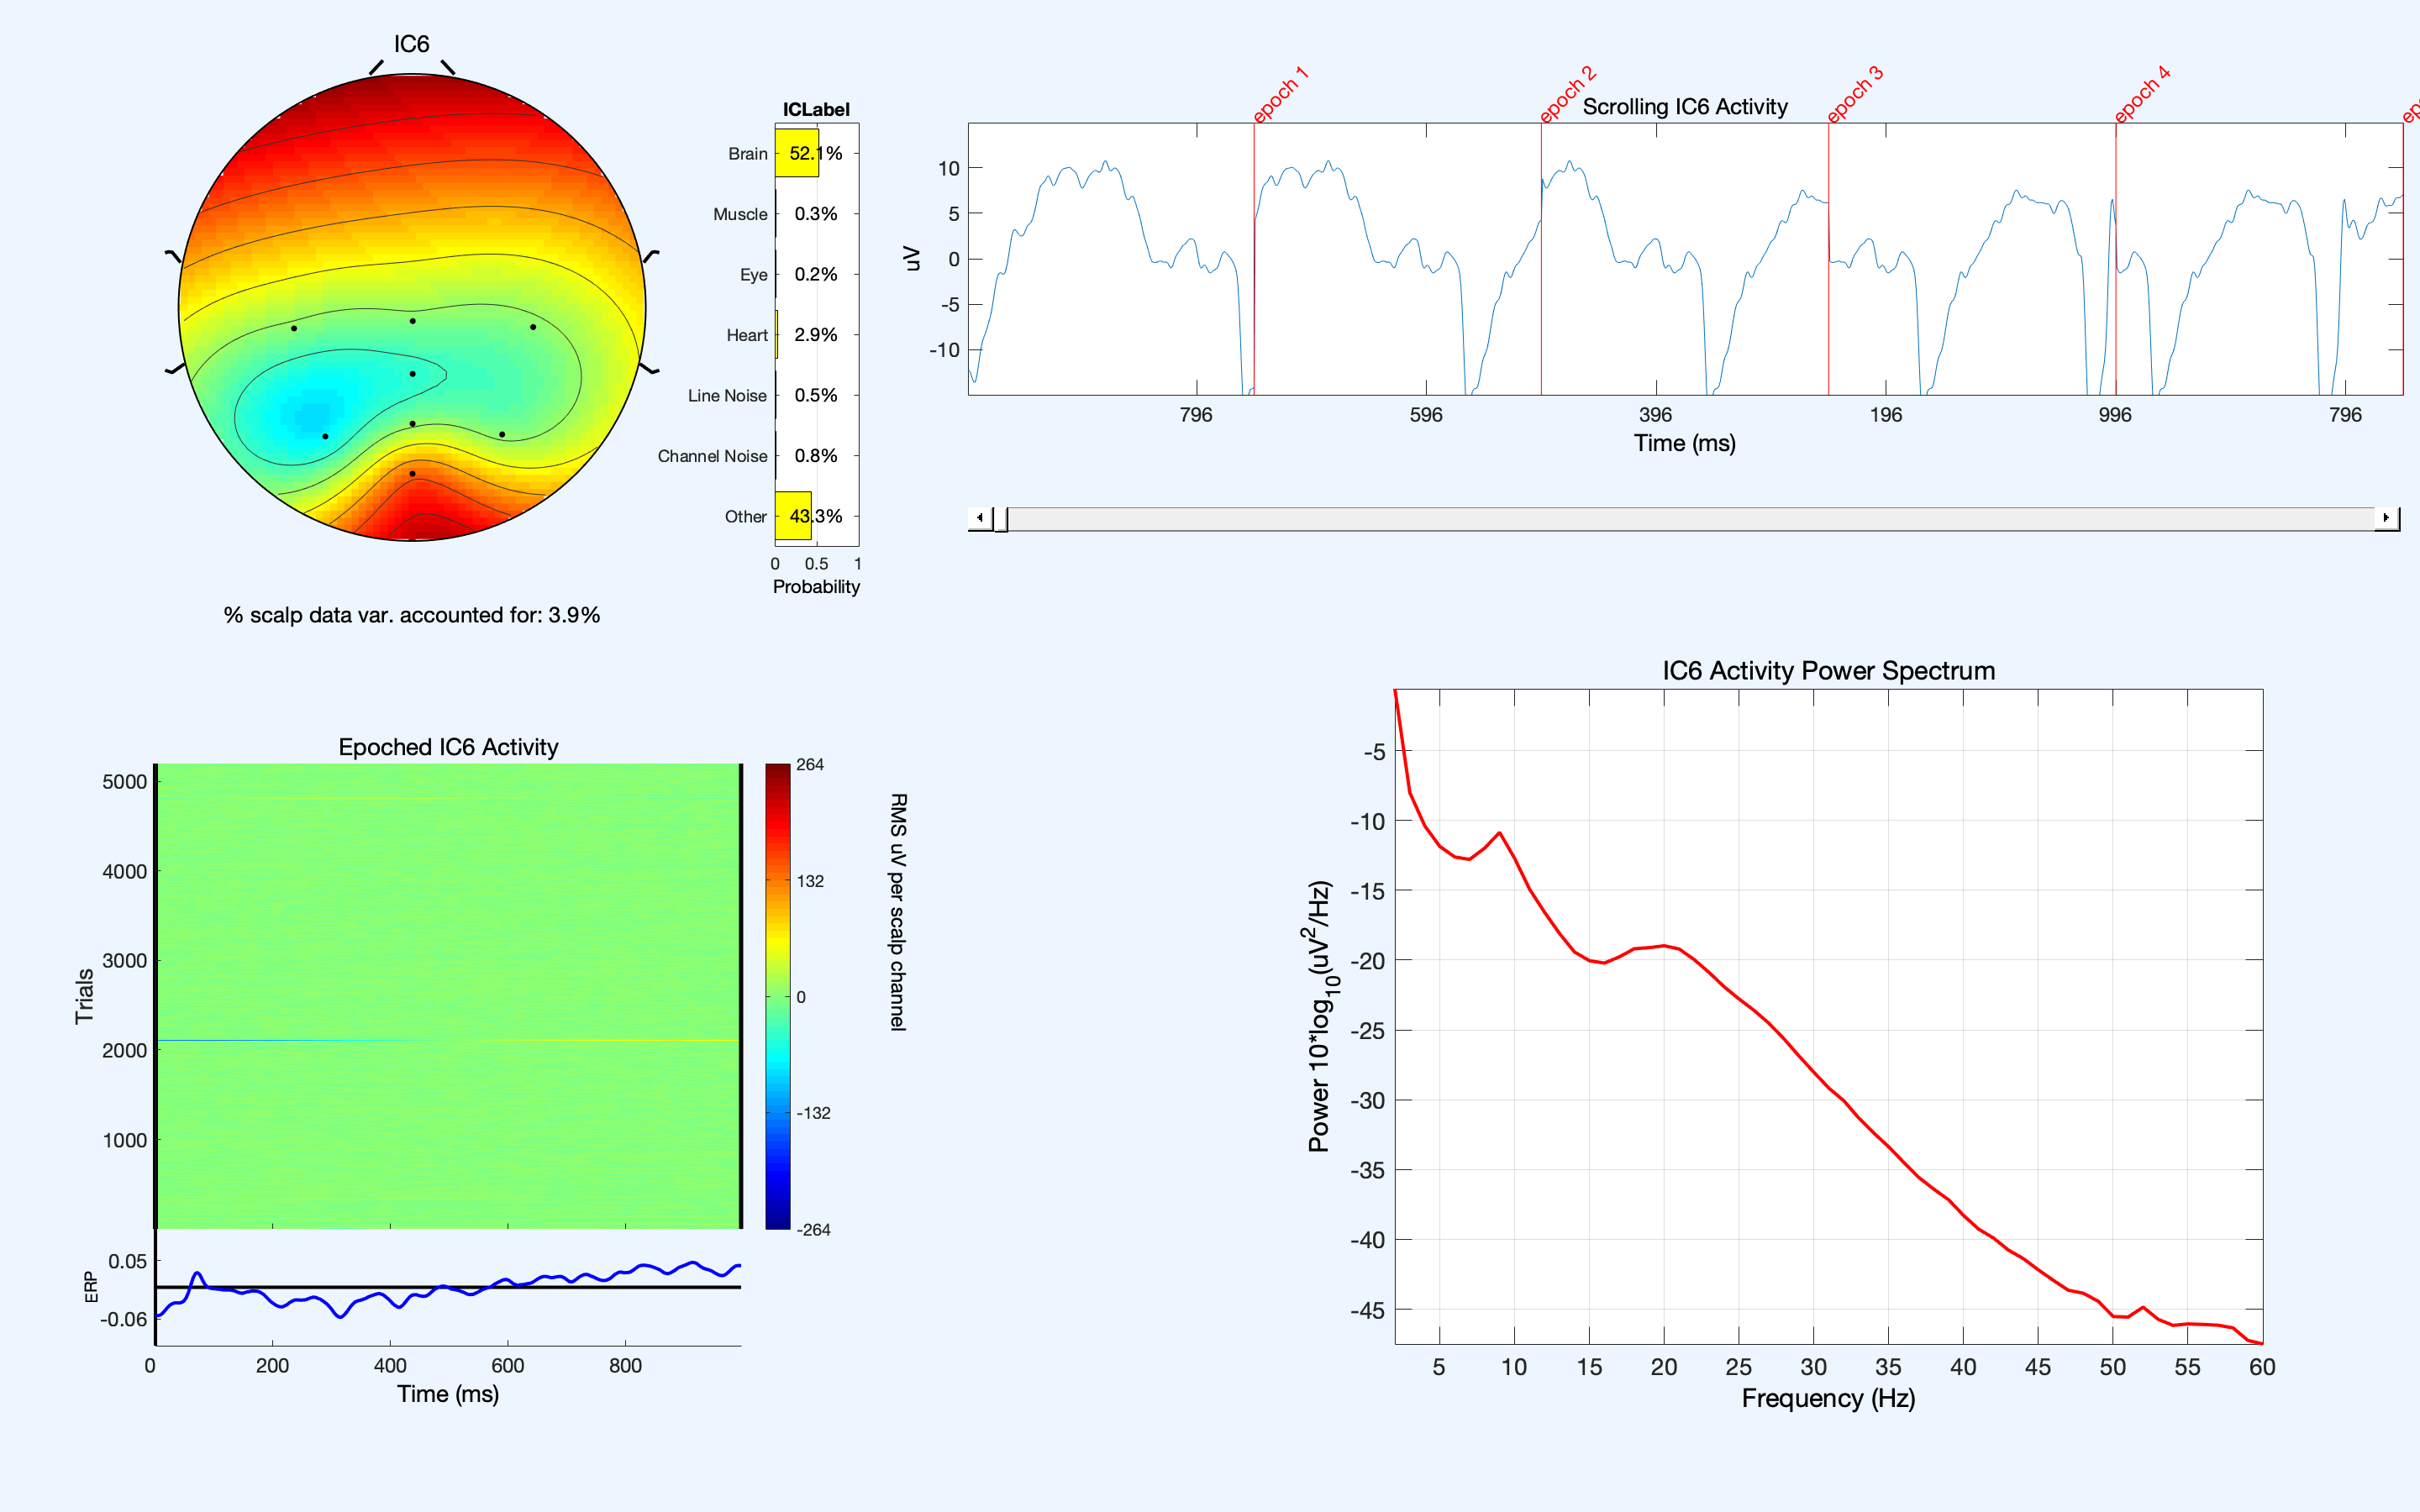 IC6
ICLabel
Brain 52.1%
Muscle 0.3%
Eye 0.2%
Heart 2.9%
Line Noise 0.5%
Channel Noise 0.8%
Other 43.3%
0 0.5 1
Probability
% scalp data var. accounted for: 3.9%
epoch 1
epoch 2
epoch 3
epoch 4
Scrolling IC6 Activity
uV
10
5
0
-5
-10
796 596 396 196 996 796
Time (ms)
Epoched IC6 Activity
Trials
5000
4000
3000
2000
1000
264
132
0
-132
-264
RMS uV per scalp channel
ERP
0.05
-0.06
0 200 400 600 800
Time (ms)
IC6 Activity Power Spectrum
Power 10*log10(uV2/Hz)
-5
-10
-15
-20
-25
-30
-35
-40
-45
5 10 15 20 25 30 35 40 45 50 55 60
Frequency (Hz)